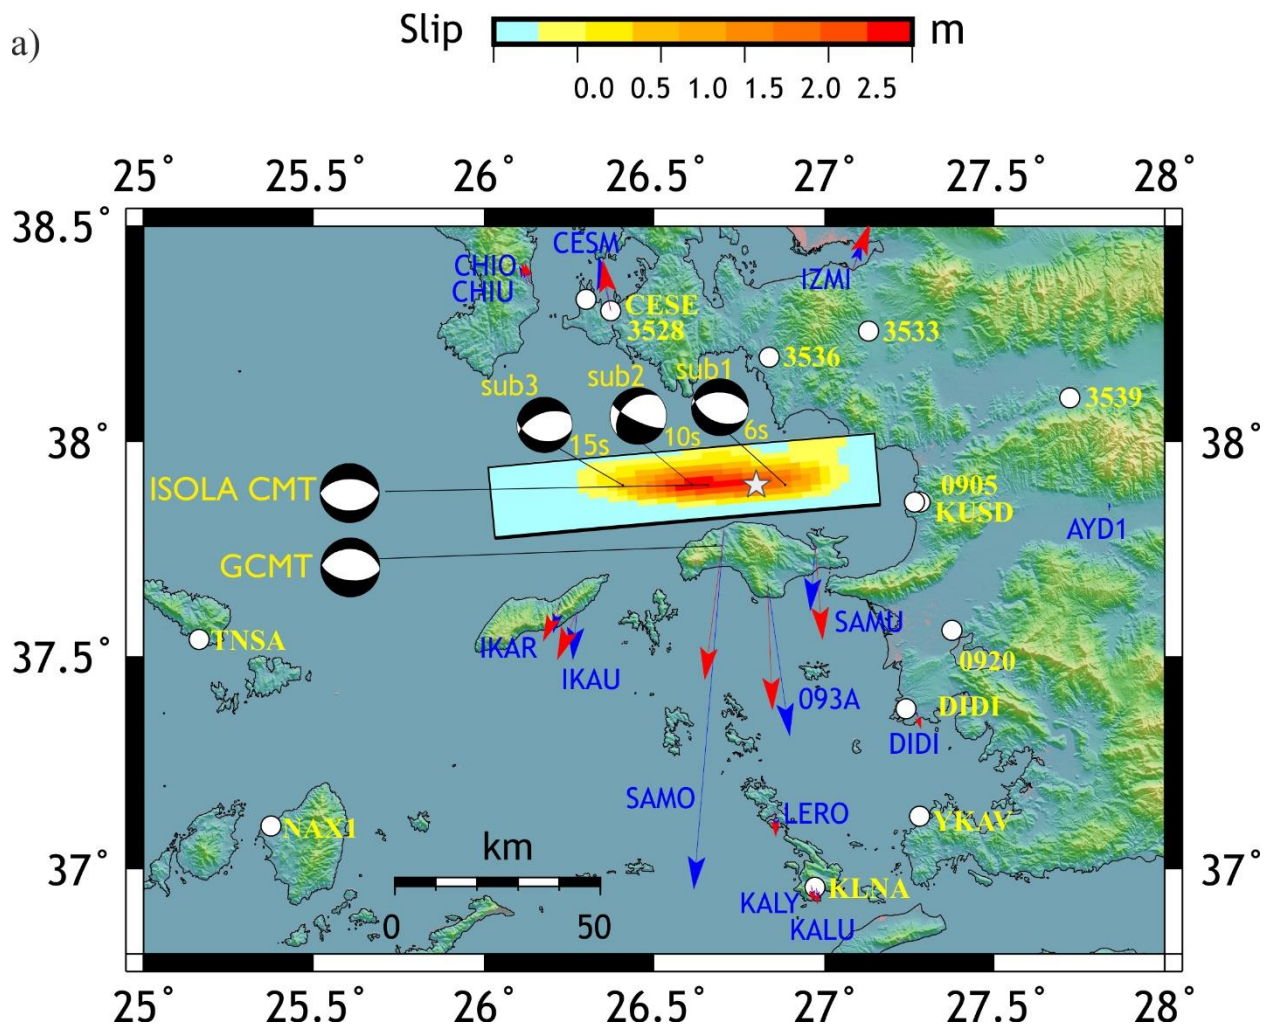 a)
Slip
m
0.0 0.5 1.0 1.5 2.0 2.5
25° 25.5° 26° 26.5° 27° 27.5° 28°
38.5°
CESM
CHIO
CHIU
IZMI
CESE
3528
3533
3536
3539
sub3 sub2 sub1
15s 10s 6s
38° 38°
ISOLA CMT
0905
KUSD
AYD1
GCMT
SAMU
TNSA
IKAR
IKAU
37.5° 37.5°
0920
093A
DIDI
DIDI
SAMO
LERO
YKAV
NAX1
km
37° 37°
0 50
KLNA
KALY
KALU
25° 25.5° 26° 26.5° 27° 27.5° 28°